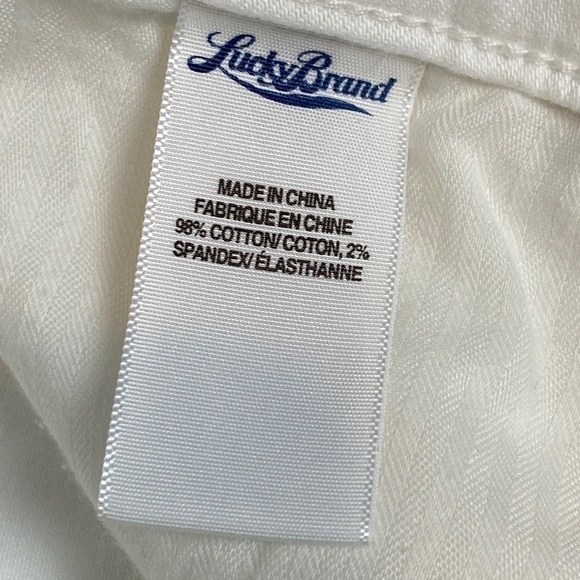 Lucky Brand
MADE IN CHINA
FABRIQUE EN CHINE
98% COTTON/ COTON, 2%
SPANDEX/ ÉLASTHANNE